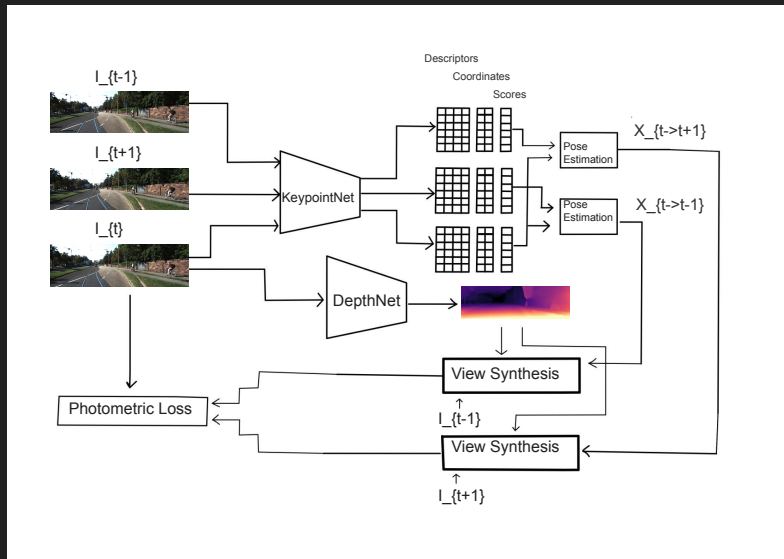 Descriptors
Coordinates
Scores
I_{t-1}
I_{t+1}
I_{t}
KeypointNet
Pose
Estimation
X_{t->t+1}
Pose
Estimation
X_{t->t-1}
DepthNet
View Synthesis
I_{t-1}
Photometric Loss
View Synthesis
I_{t+1}